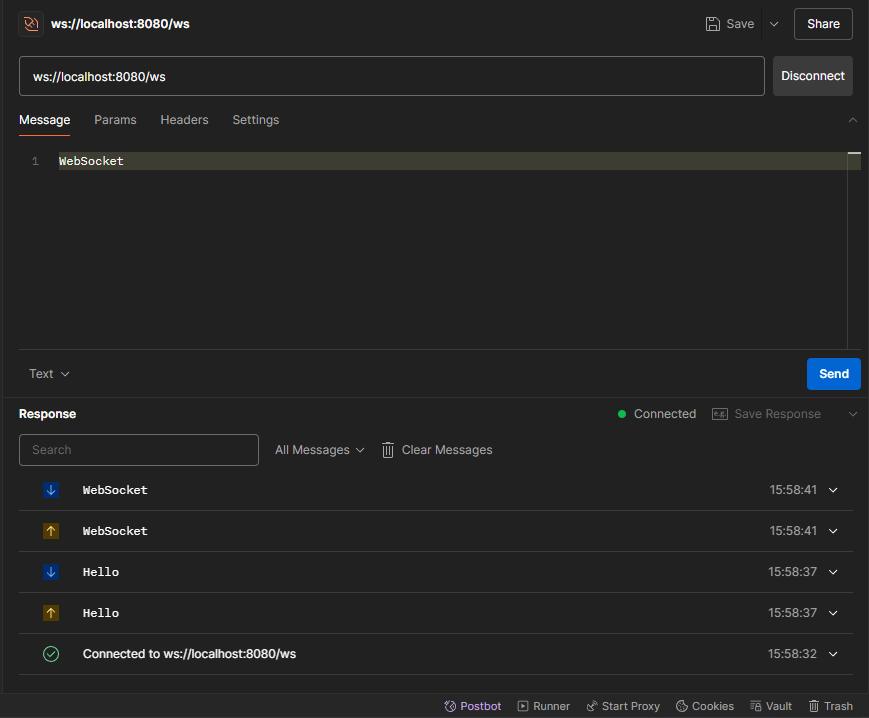 ws://localhost:8080/ws Save Share
ws://localhost:8080/ws Disconnect
Message Params Headers Settings
1 WebSocket
Text Send
Response Connected Save Response
Search All Messages Clear Messages
WebSocket 15:58:41
WebSocket 15:58:41
Hello 15:58:37
Hello 15:58:37
Connected to ws://localhost:8080/ws 15:58:32
Postbot Runner Start Proxy Cookies Vault Trash